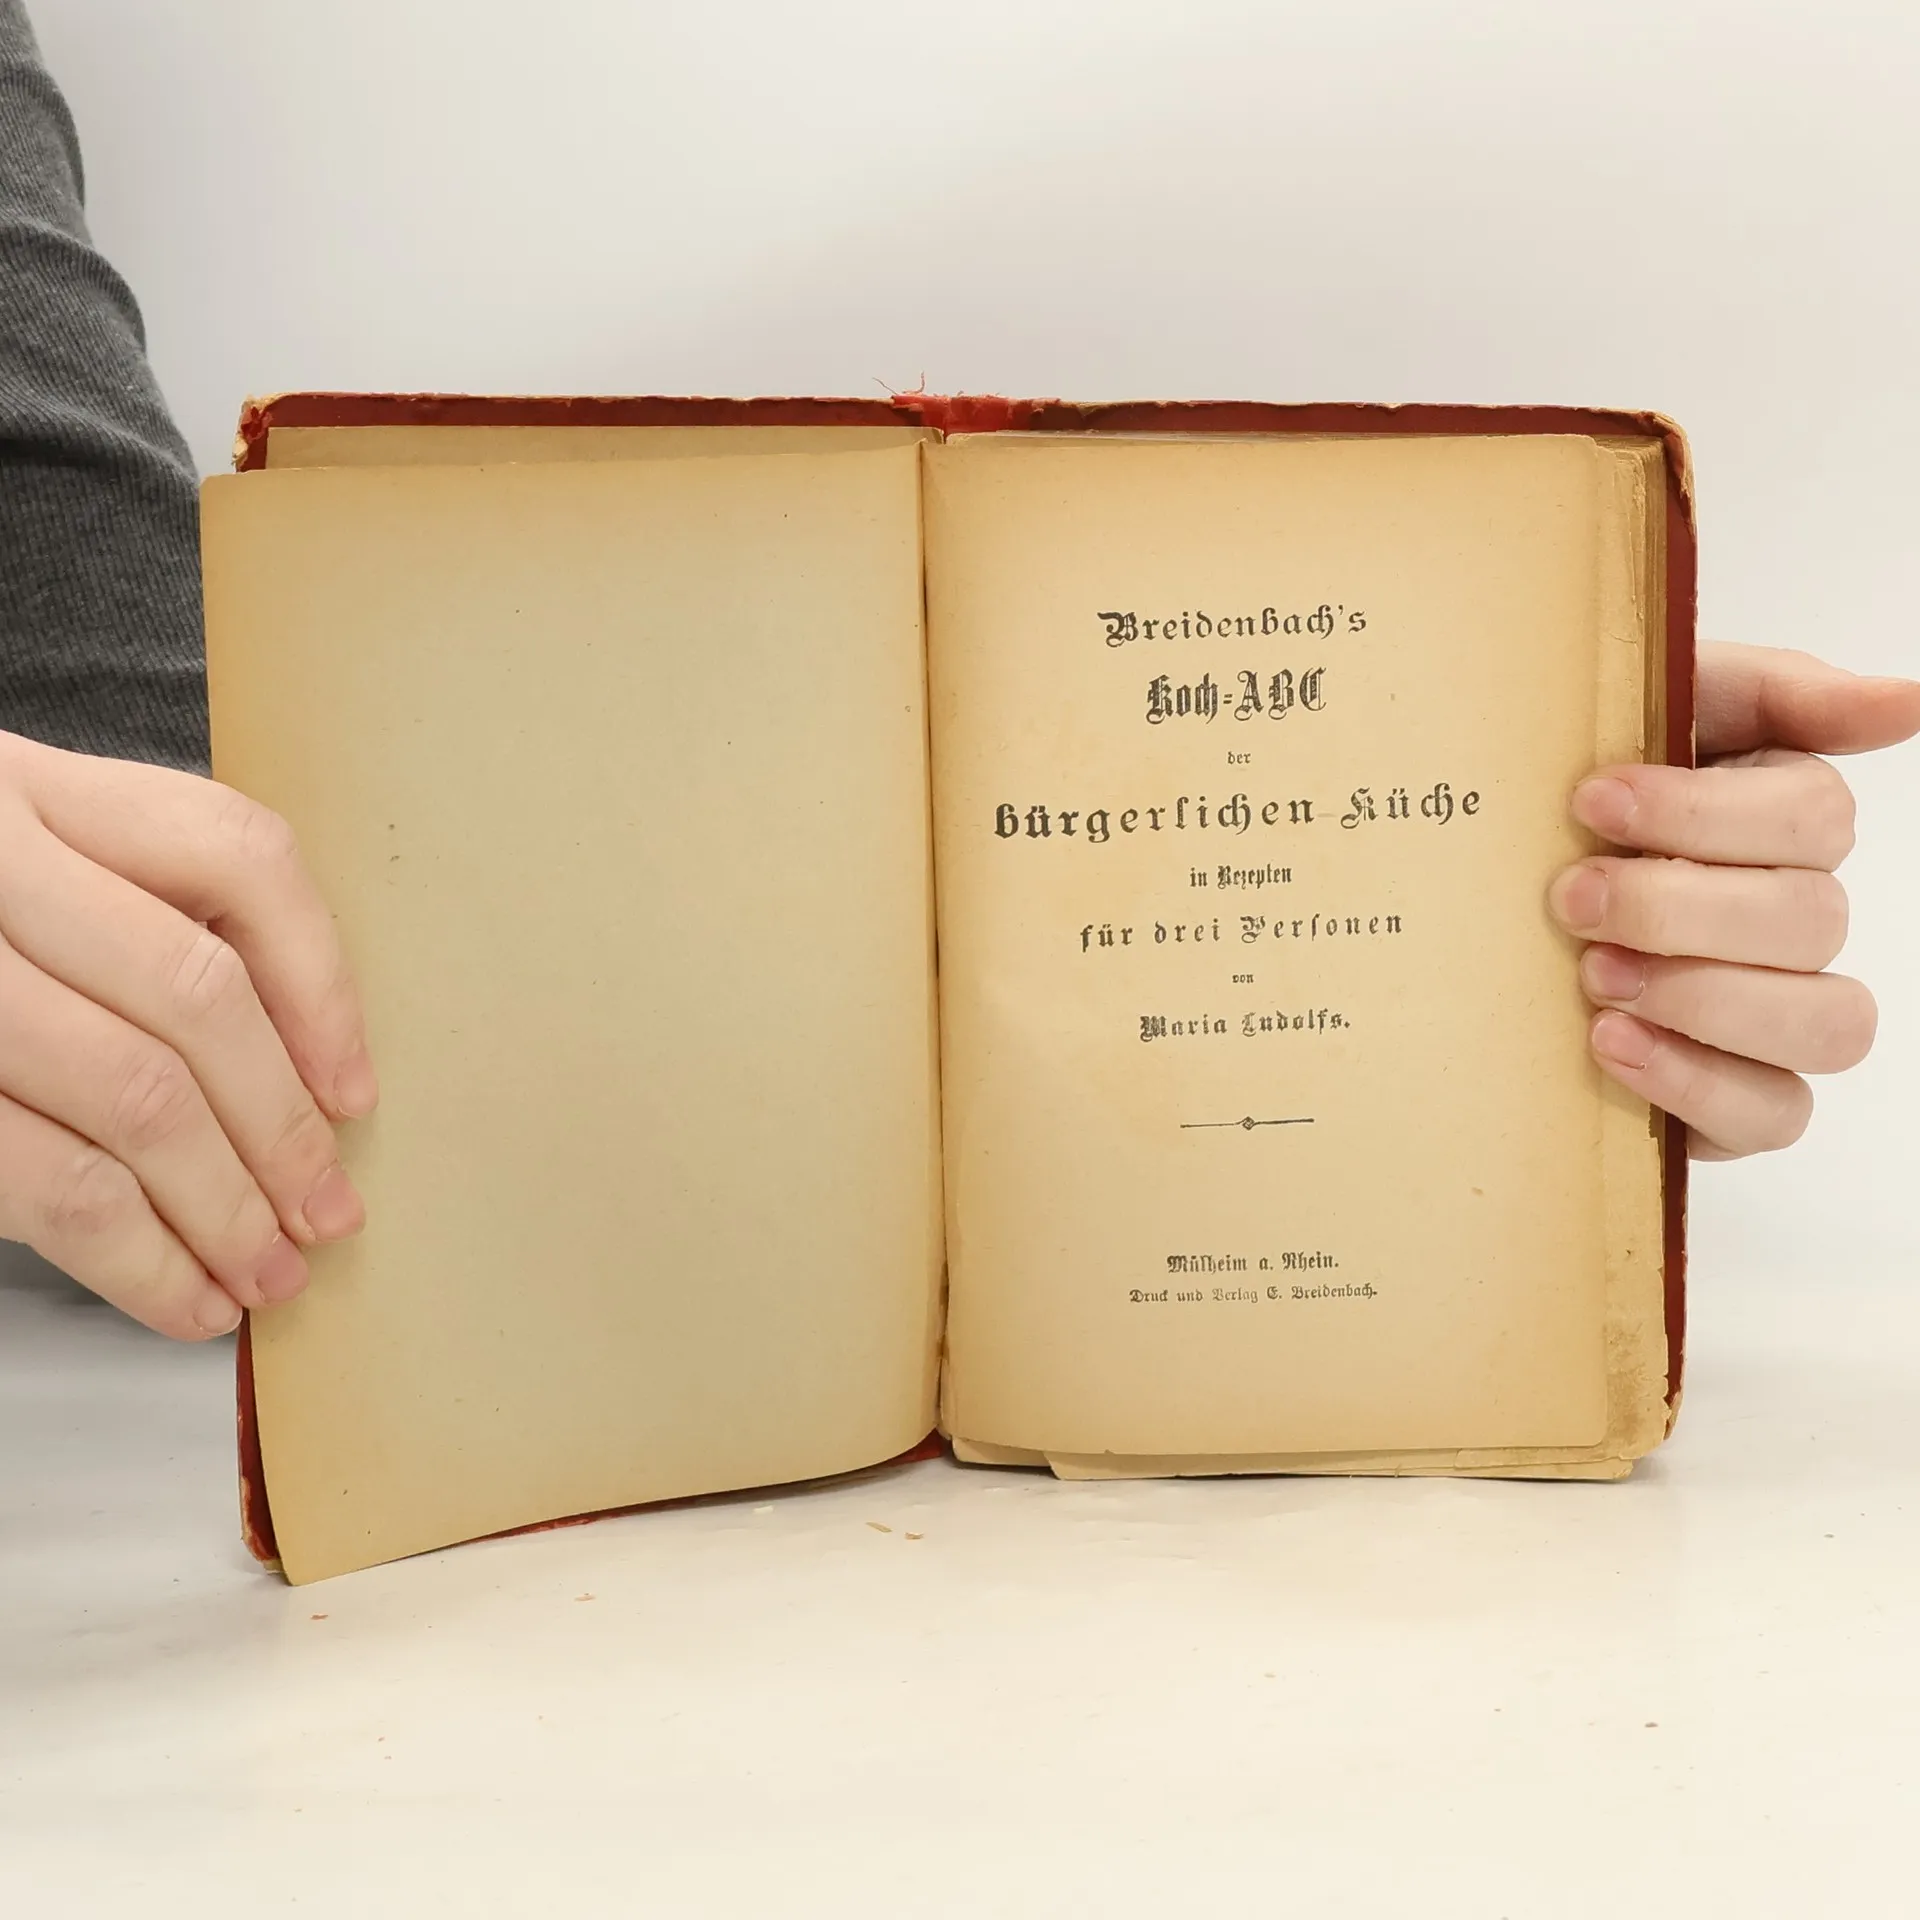 Breidenbach's
Koch-ABC
der
bürgerlichen Küche
in Rezepten
für drei Personen
von
Maria Ludolfs.
Mülheim a. Rhein.
Druck und Verlag E. Breidenbach.